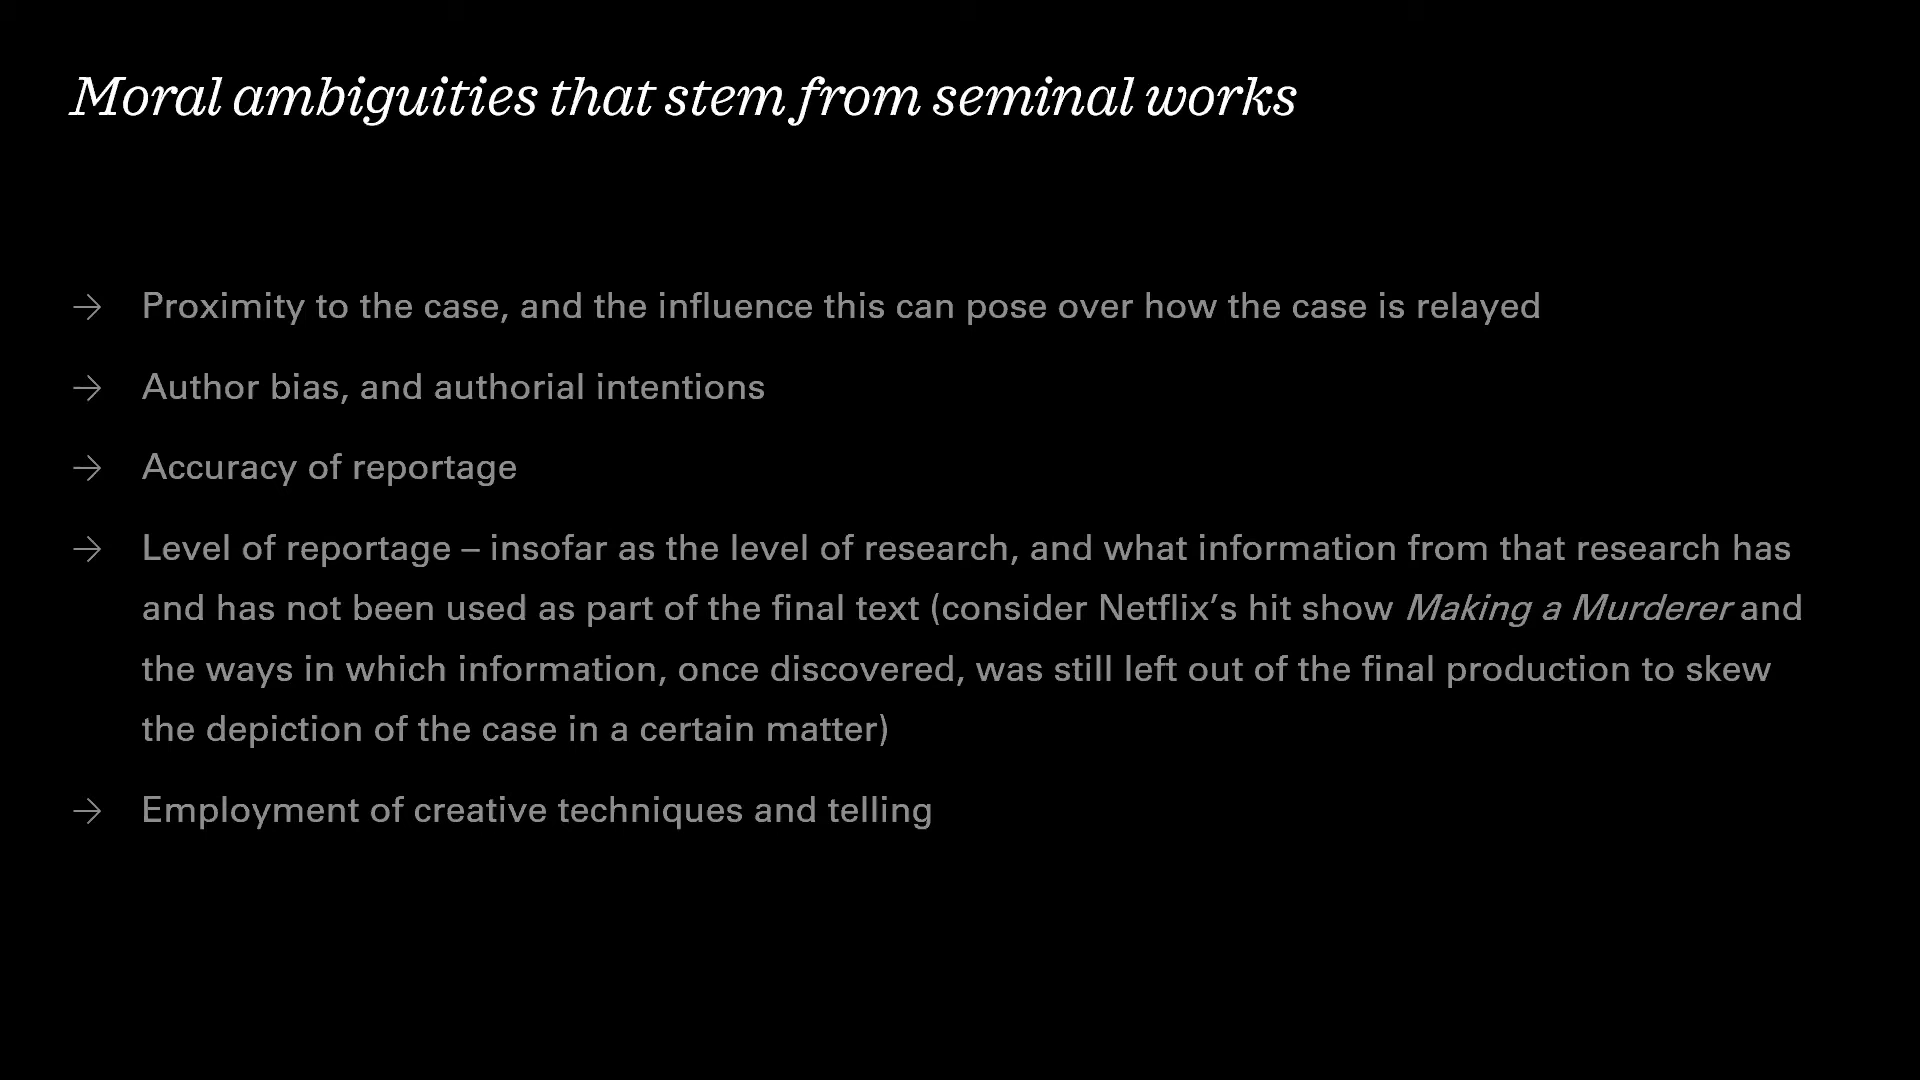 Moral ambiguities that stem from seminal works
→ Proximity to the case, and the influence this can pose over how the case is relayed
→ Author bias, and authorial intentions
→ Accuracy of reportage
→ Level of reportage – insofar as the level of research, and what information from that research has
and has not been used as part of the final text (consider Netflix’s hit show Making a Murderer and
the ways in which information, once discovered, was still left out of the final production to skew
the depiction of the case in a certain matter)
→ Employment of creative techniques and telling